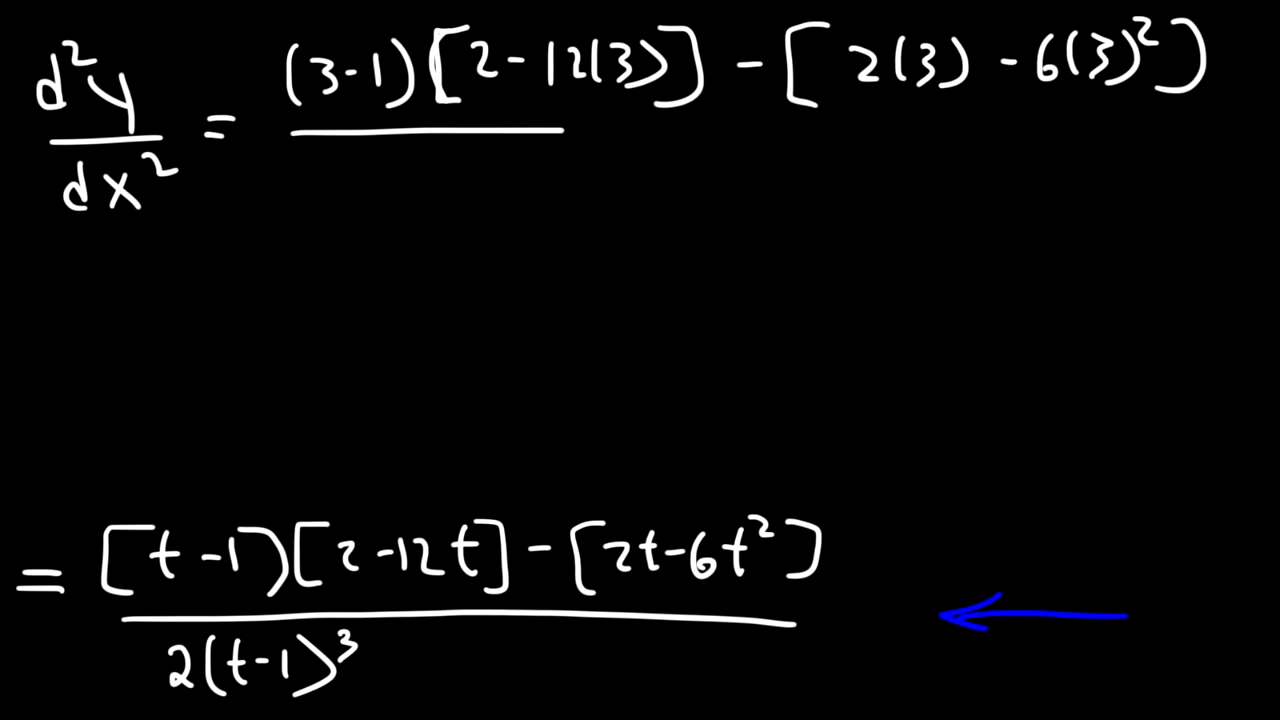 d²y/dx² = (3-1)[2-12(3)] - [2(3) - 6(3)²]
= [t-1)[2-12t] - [2t-6t²] / 2(t-1)³